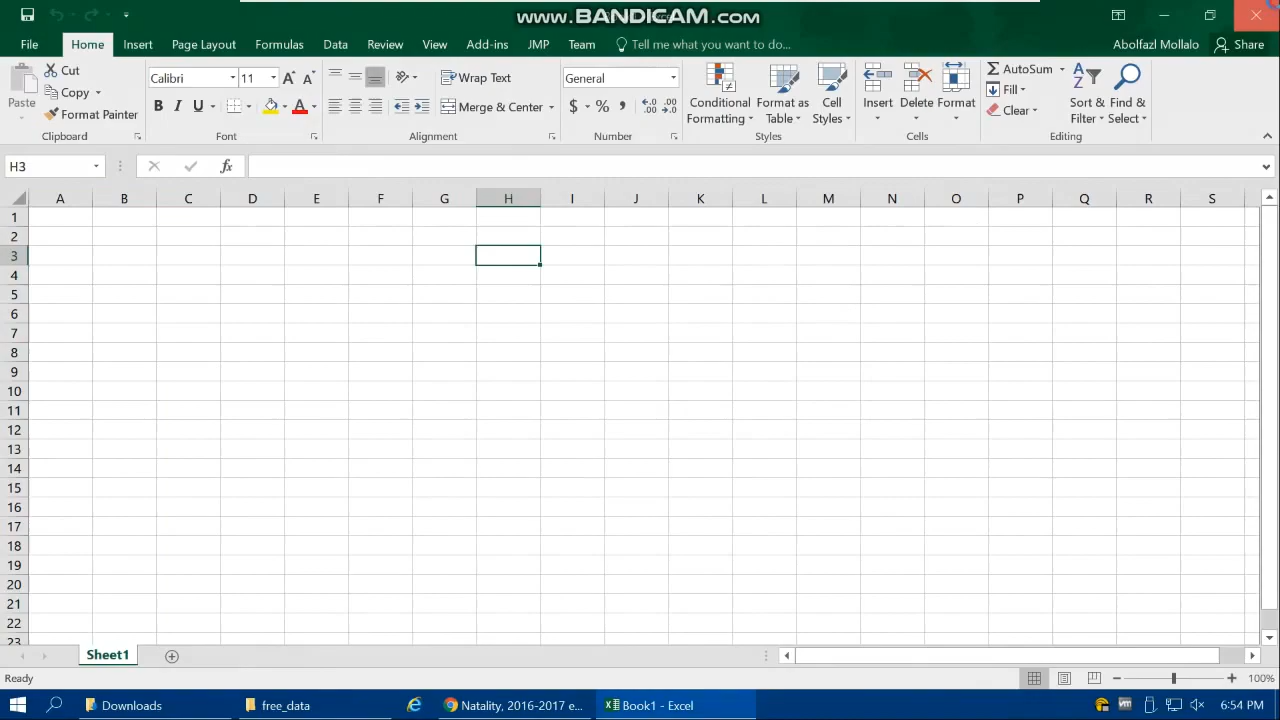 www.BANDICAM.com
File Home Insert Page Layout Formulas Data Review View Add-ins JMP Team Tell me what you want to do... Abolfazl Mollalo Share
Paste Cut Copy Format Painter
Clipboard
Calibri 11
B I U A
Font
Wrap Text
Merge & Center
Alignment
General
$ % ,
Number
Conditional Formatting Format as Table Cell Styles
Styles
Insert Delete Format
Cells
AutoSum Fill Clear
Sort & Filter Find & Select
Editing
H3 fx
A B C D E F G H I J K L M N O P Q R S
1
2
3
4
5
6
7
8
9
10
11
12
13
14
15
16
17
18
19
20
21
22
23
Sheet1
Ready 100%
Downloads free_data Natality, 2016-2017 e... Book1 - Excel 6:54 PM